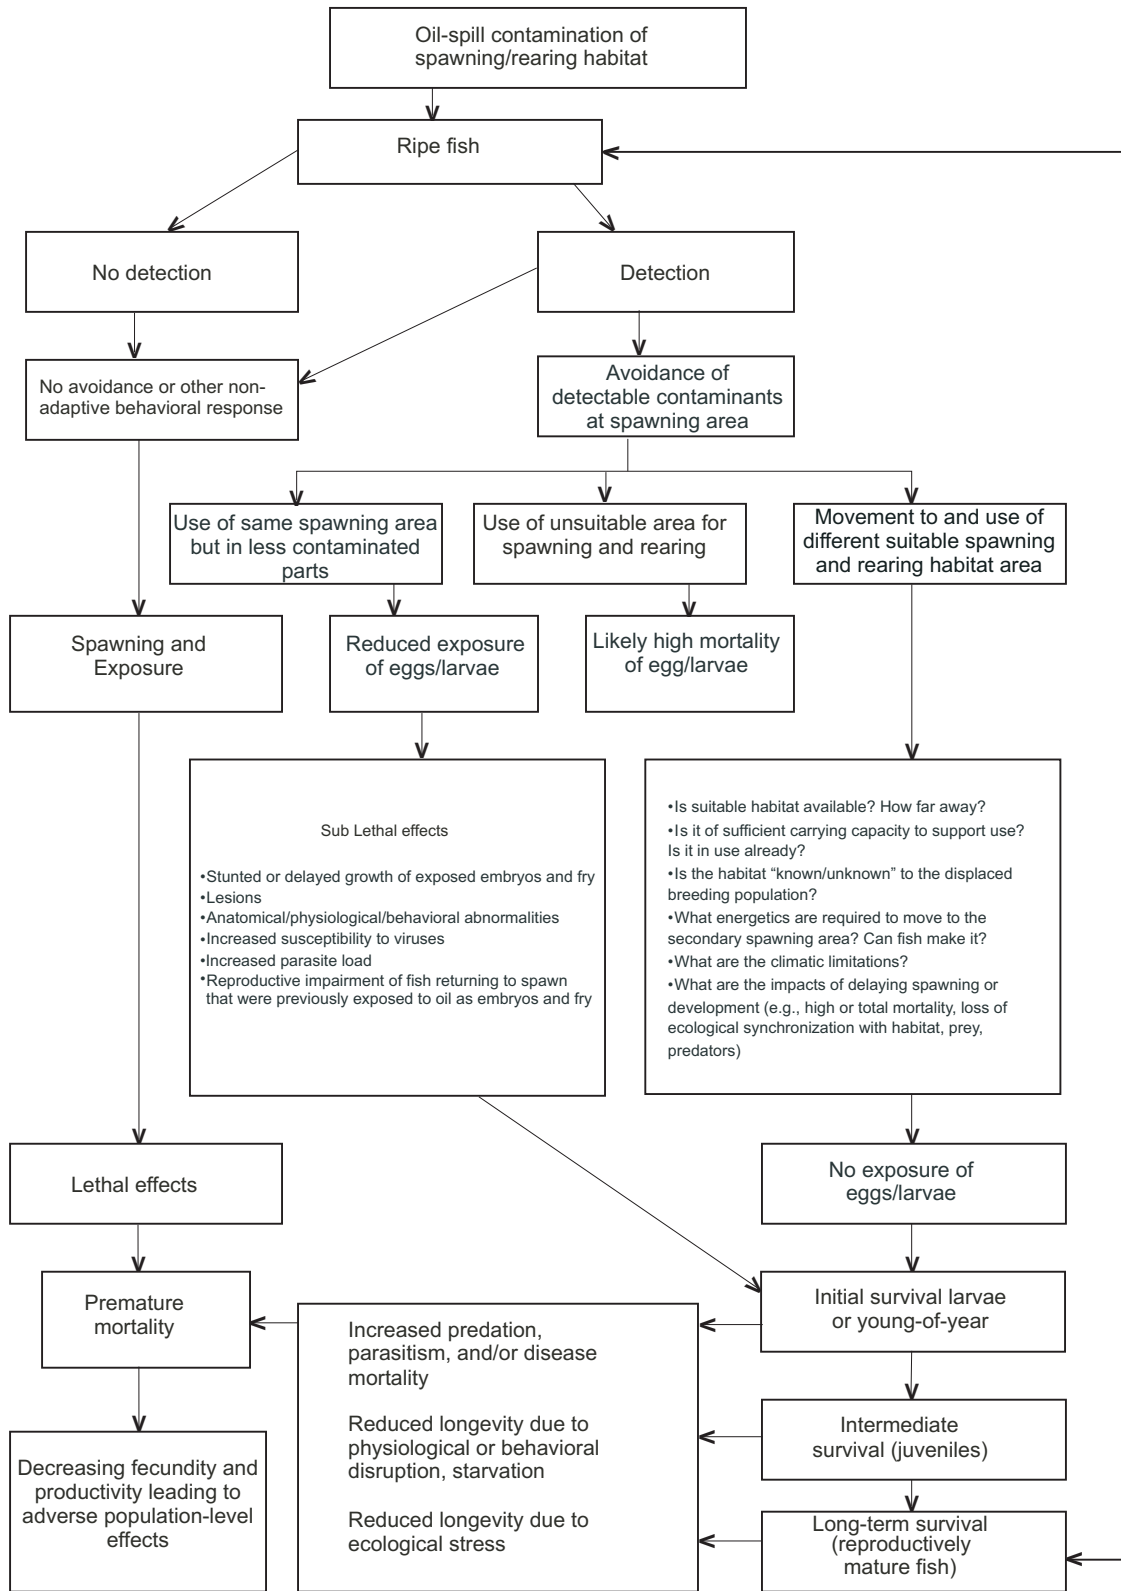 Oil-spill contamination of
spawning/rearing habitat
Ripe fish
No detection
Detection
No avoidance or other non-
adaptive behavioral response
Avoidance of
detectable contaminants
at spawning area
Use of same spawning area
but in less contaminated
parts
Use of unsuitable area for
spawning and rearing
Movement to and use of
different suitable spawning
and rearing habitat area
Spawning and
Exposure
Reduced exposure
of eggs/larvae
Likely high mortality
of egg/larvae
Sub Lethal effects
•Stunted or delayed growth of exposed embryos and fry
•Lesions
•Anatomical/physiological/behavioral abnormalities
•Increased susceptibility to viruses
•Increased parasite load
•Reproductive impairment of fish returning to spawn
that were previously exposed to oil as embryos and fry
•Is suitable habitat available? How far away?
•Is it of sufficient carrying capacity to support use?
Is it in use already?
•Is the habitat “known/unknown” to the displaced
breeding population?
•What energetics are required to move to the
secondary spawning area? Can fish make it?
•What are the climatic limitations?
•What are the impacts of delaying spawning or
development (e.g., high or total mortality, loss of
ecological synchronization with habitat, prey,
predators)
Lethal effects
No exposure of
eggs/larvae
Premature
mortality
Increased predation,
parasitism, and/or disease
mortality
Reduced longevity due to
physiological or behavioral
disruption, starvation
Reduced longevity due to
ecological stress
Initial survival larvae
or young-of-year
Intermediate
survival (juveniles)
Long-term survival
(reproductively
mature fish)
Decreasing fecundity and
productivity leading to
adverse population-level
effects